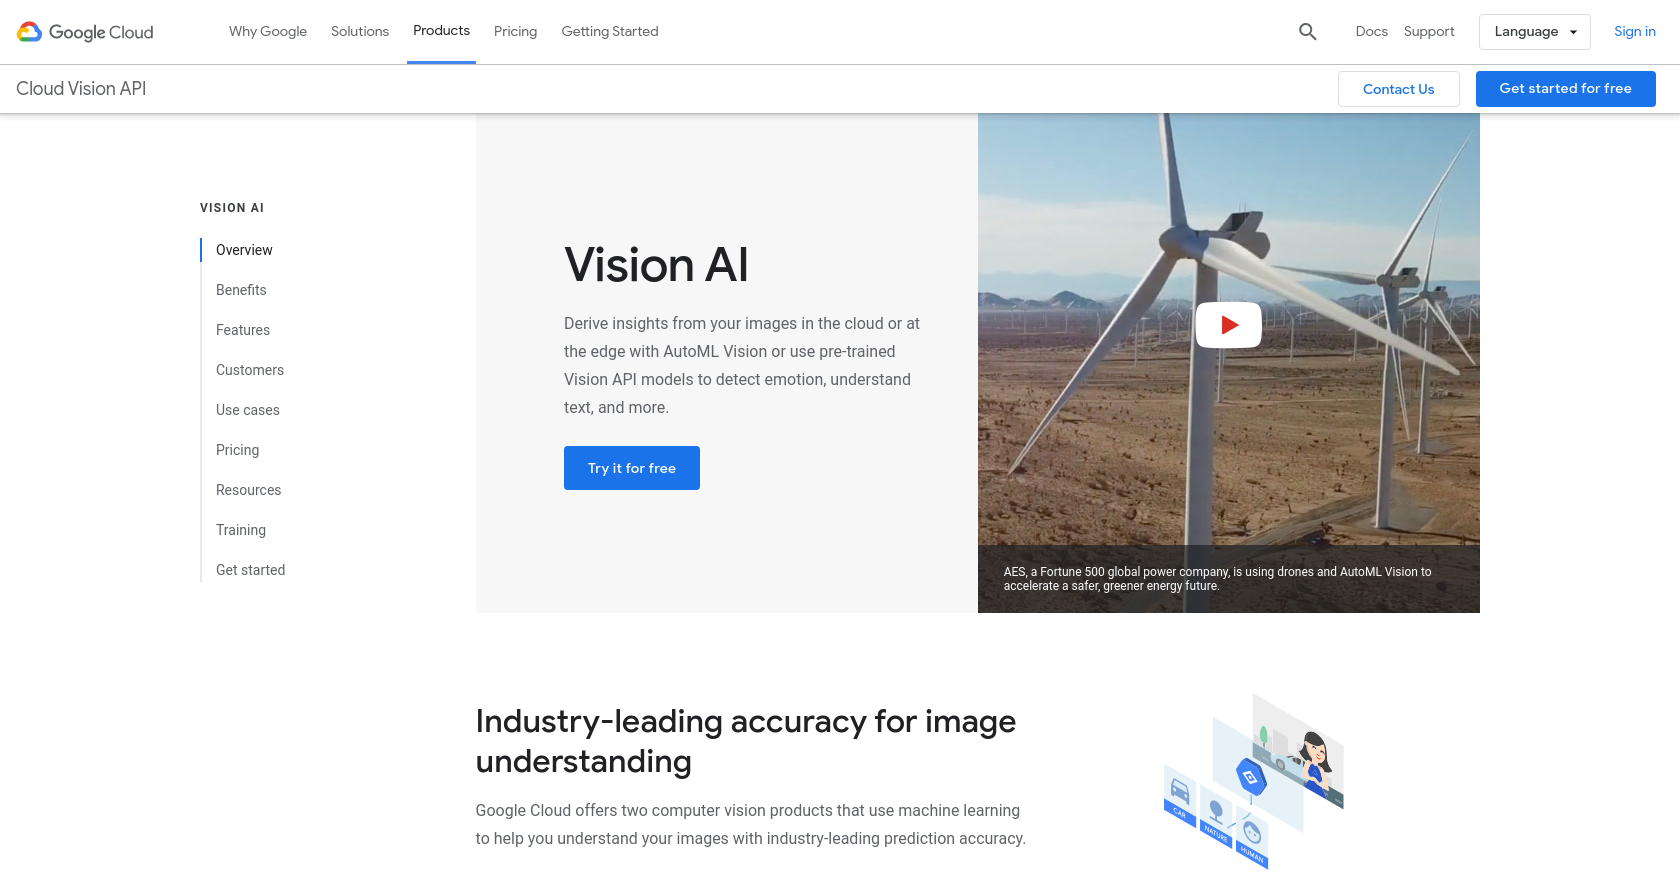 Google Cloud
Why Google
Solutions
Products
Pricing
Getting Started
Docs
Support
Language
Sign in
Cloud Vision API
Contact Us
Get started for free
VISION AI
Overview
Benefits
Features
Customers
Use cases
Pricing
Resources
Training
Get started
Vision AI
Derive insights from your images in the cloud or at
the edge with AutoML Vision or use pre-trained
Vision API models to detect emotion, understand
text, and more.
Try it for free
AES, a Fortune 500 global power company, is using drones and AutoML Vision to
accelerate a safer, greener energy future.
Industry-leading accuracy for image
understanding
Google Cloud offers two computer vision products that use machine learning
to help you understand your images with industry-leading prediction accuracy.
CAR
NATURE
HUMAN